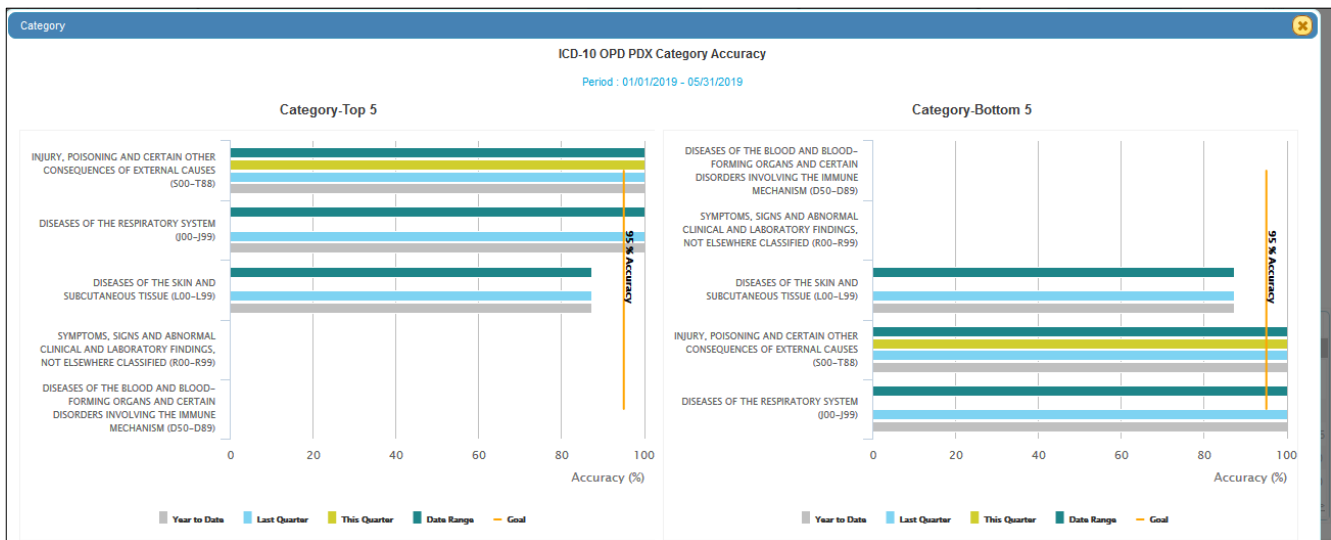 Category
ICD-10 OPD PDX Category Accuracy
Period : 01/01/2019 - 05/31/2019
Category-Top 5
INJURY, POISONING AND CERTAIN OTHER
CONSEQUENCES OF EXTERNAL CAUSES
(S00-T88)
DISEASES OF THE RESPIRATORY SYSTEM
(J00-J99)
DISEASES OF THE SKIN AND
SUBCUTANEOUS TISSUE (L00-L99)
SYMPTOMS, SIGNS AND ABNORMAL
CLINICAL AND LABORATORY FINDINGS,
NOT ELSEWHERE CLASSIFIED (R00-R99)
DISEASES OF THE BLOOD AND BLOOD-
FORMING ORGANS AND CERTAIN
DISORDERS INVOLVING THE IMMUNE
MECHANISM (D50-D89)
95 % Accuracy
0 20 40 60 80 100
Accuracy (%)
Year to Date Last Quarter This Quarter Date Range Goal
Category-Bottom 5
DISEASES OF THE BLOOD AND BLOOD-
FORMING ORGANS AND CERTAIN
DISORDERS INVOLVING THE IMMUNE
MECHANISM (D50-D89)
SYMPTOMS, SIGNS AND ABNORMAL
CLINICAL AND LABORATORY FINDINGS,
NOT ELSEWHERE CLASSIFIED (R00-R99)
DISEASES OF THE SKIN AND
SUBCUTANEOUS TISSUE (L00-L99)
INJURY, POISONING AND CERTAIN OTHER
CONSEQUENCES OF EXTERNAL CAUSES
(S00-T88)
DISEASES OF THE RESPIRATORY SYSTEM
(J00-J99)
95 % Accuracy
0 20 40 60 80 100
Accuracy (%)
Year to Date Last Quarter This Quarter Date Range Goal